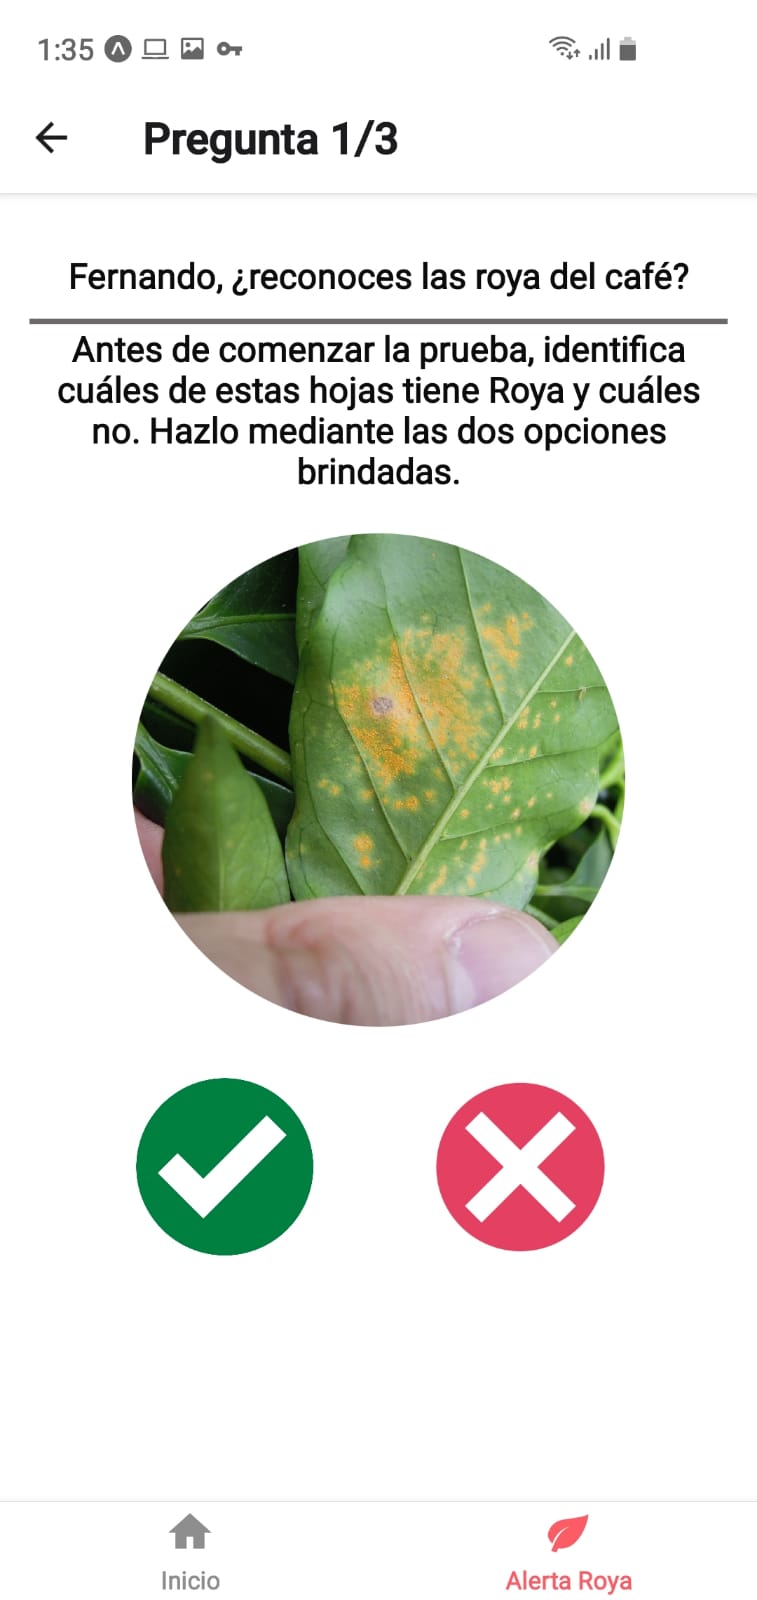 1:35
Pregunta 1/3
Fernando, ¿reconoces las roya del café?
Antes de comenzar la prueba, identifica
cuáles de estas hojas tiene Roya y cuáles
no. Hazlo mediante las dos opciones
brindadas.
Inicio
Alerta Roya